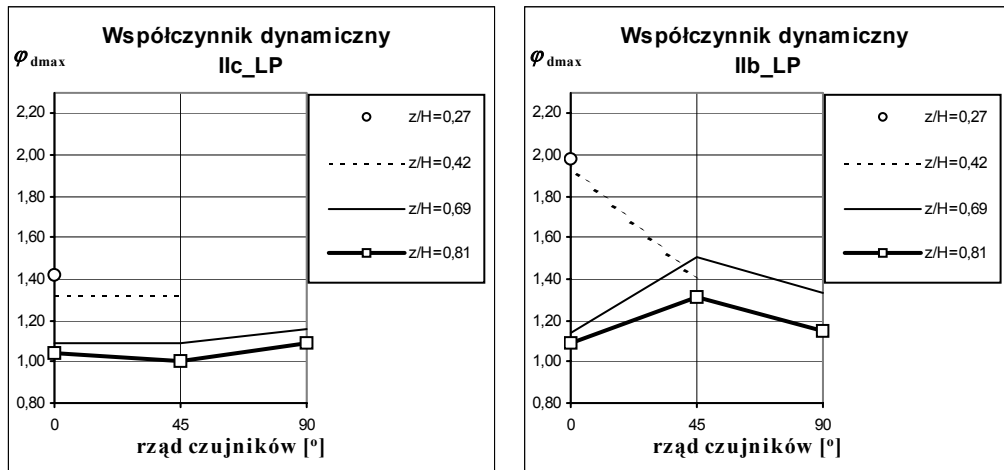 Współczynnik dynamiczny
IIc_LP
φ dmax
2,20
2,00
1,80
1,60
1,40
1,20
1,00
0,80
0
45
90
rząd czujników [º]
z/H=0,27
z/H=0,42
z/H=0,69
z/H=0,81
Współczynnik dynamiczny
IIb_LP
φ dmax
2,20
2,00
1,80
1,60
1,40
1,20
1,00
0,80
0
45
90
rząd czujników [º]
z/H=0,27
z/H=0,42
z/H=0,69
z/H=0,81